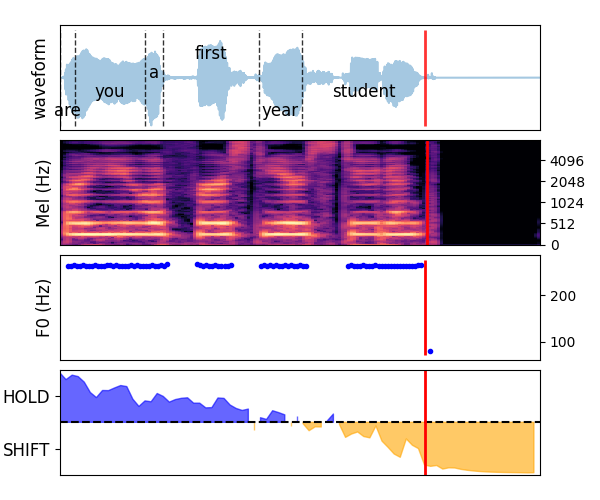 waveform
are
you
a
first
year
student
Mel (Hz)
4096
2048
1024
512
0
F0 (Hz)
200
100
HOLD
SHIFT